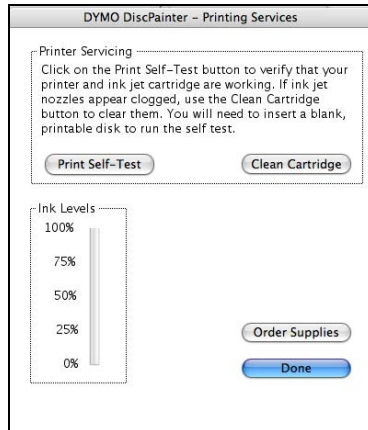 DYMO DiscPainter – Printing Services
Printer Servicing
Click on the Print Self-Test button to verify that your
printer and ink jet cartridge are working. If ink jet
nozzles appear clogged, use the Clean Cartridge
button to clear them. You will need to insert a blank,
printable disk to run the self test.
Print Self-Test
Clean Cartridge
Ink Levels
100%
75%
50%
25%
0%
Order Supplies
Done